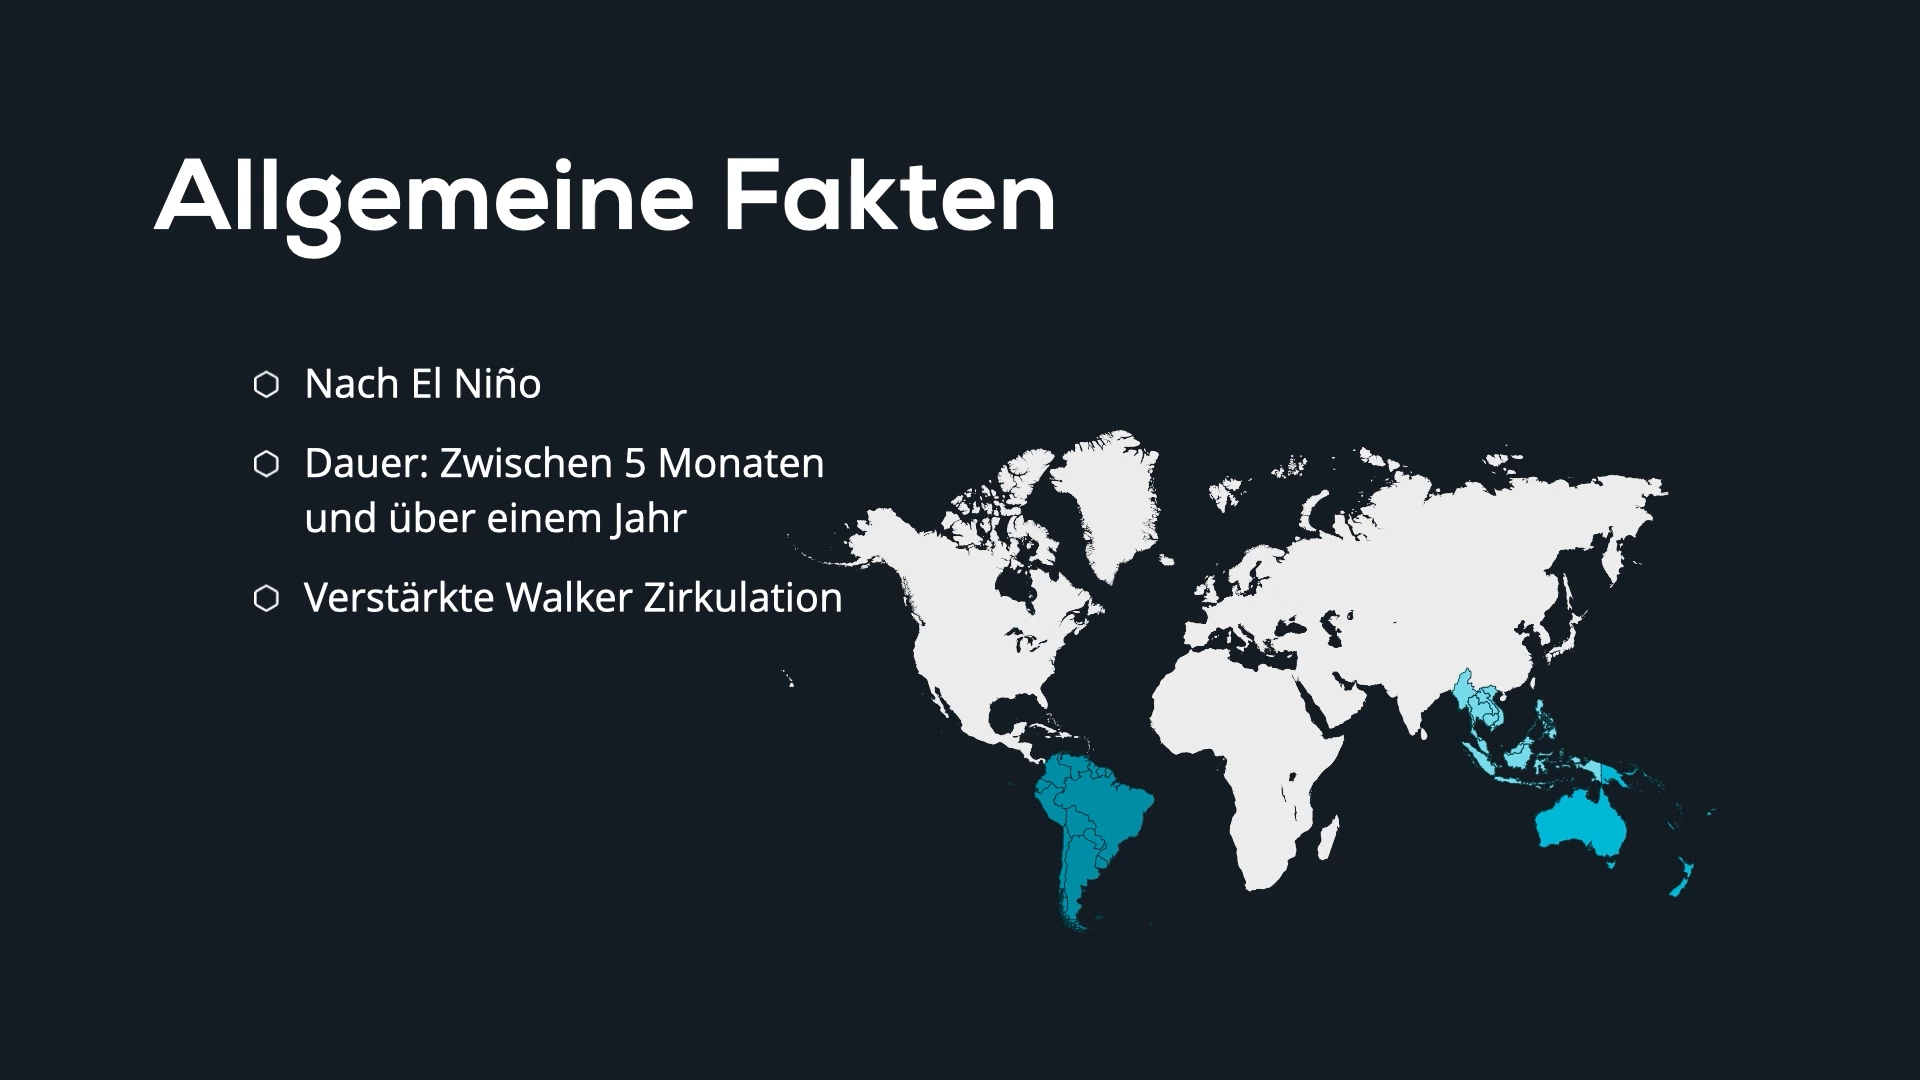 Allgemeine Fakten
Nach El Niño
Dauer: Zwischen 5 Monaten
und über einem Jahr
Verstärkte Walker Zirkulation